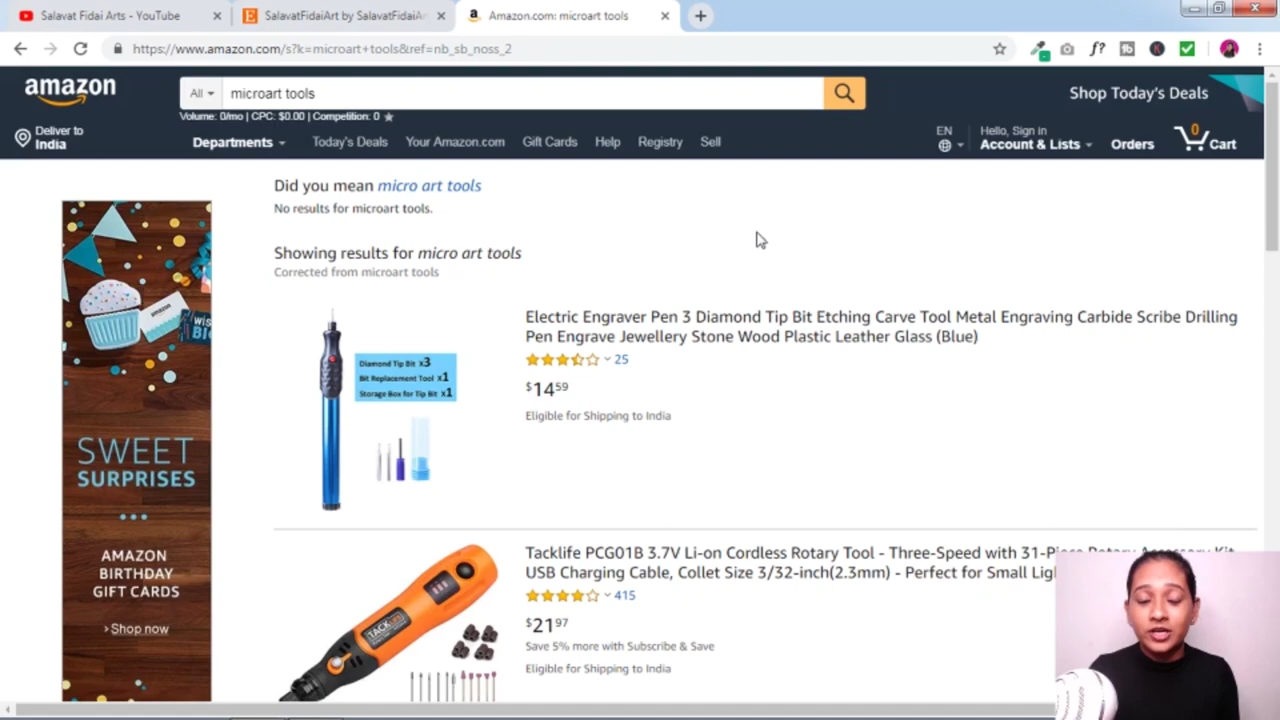 Salavat Fidai Arts - YouTube
SalavatFidaiArt by SalavatFidaiAr
Amazon.com: microart tools
https://www.amazon.com/s?k=microart+tools&ref=nb_sb_noss_2
amazon
All
microart tools
Shop Today's Deals
Volume: 0/mo | CPC: $0.00 | Competition: 0
Deliver to
India
Departments
Today's Deals
Your Amazon.com
Gift Cards
Help
Registry
Sell
EN
Hello, Sign in
Account & Lists
Orders
0
Cart
Did you mean micro art tools
No results for microart tools.
Showing results for micro art tools
Corrected from microart tools
Electric Engraver Pen 3 Diamond Tip Bit Etching Carve Tool Metal Engraving Carbide Scribe Drilling
Pen Engrave Jewellery Stone Wood Plastic Leather Glass (Blue)
25
$14 59
Eligible for Shipping to India
Diamond Tip Bit x3
Bit Replacement Tool x1
Storage Box for Tip Bit x1
amazon
SWEET
SURPRISES
AMAZON
BIRTHDAY
GIFT CARDS
Shop now
Tacklife PCG01B 3.7V Li-on Cordless Rotary Tool - Three-Speed with 31-Piece Rotary Accessory Kit,
USB Charging Cable, Collet Size 3/32-inch(2.3mm) - Perfect for Small Lig
415
$21 97
Save 5% more with Subscribe & Save
Eligible for Shipping to India
TACKLIFE